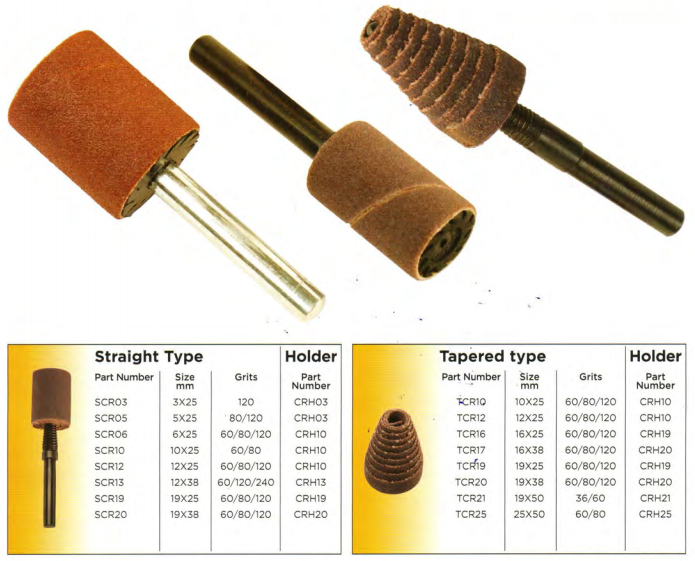 Straight Type Holder
Part Number Size mm Grits Part Number
SCR03 3X25 120 CRH03
SCR05 5X25 80/120 CRH03
SCR06 6X25 60/80/120 CRH10
SCR10 10X25 60/80 CRH10
SCR12 12X25 60/80/120 CRH10
SCR13 12X38 60/120/240 CRH13
SCR19 19X25 60/80/120 CRH19
SCR20 19X38 60/80/120 CRH20
Tapered type Holder
Part Number Size mm Grits Part Number
TCR10 10X25 60/80/120 CRH10
TCR12 12X25 60/80/120 CRH10
TCR16 16X25 60/80/120 CRH19
TCR17 16X38 60/80/120 CRH20
TCR19 19X25 60/80/120 CRH19
TCR20 19X38 60/80/120 CRH20
TCR21 19X50 36/60 CRH21
TCR25 25X50 60/80 CRH25